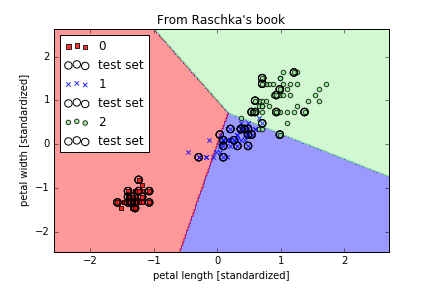 From Raschka's book
0
test set
1
test set
2
test set
petal width [standardized]
2
1
0
−1
−2
−2
−1
0
1
2
petal length [standardized]